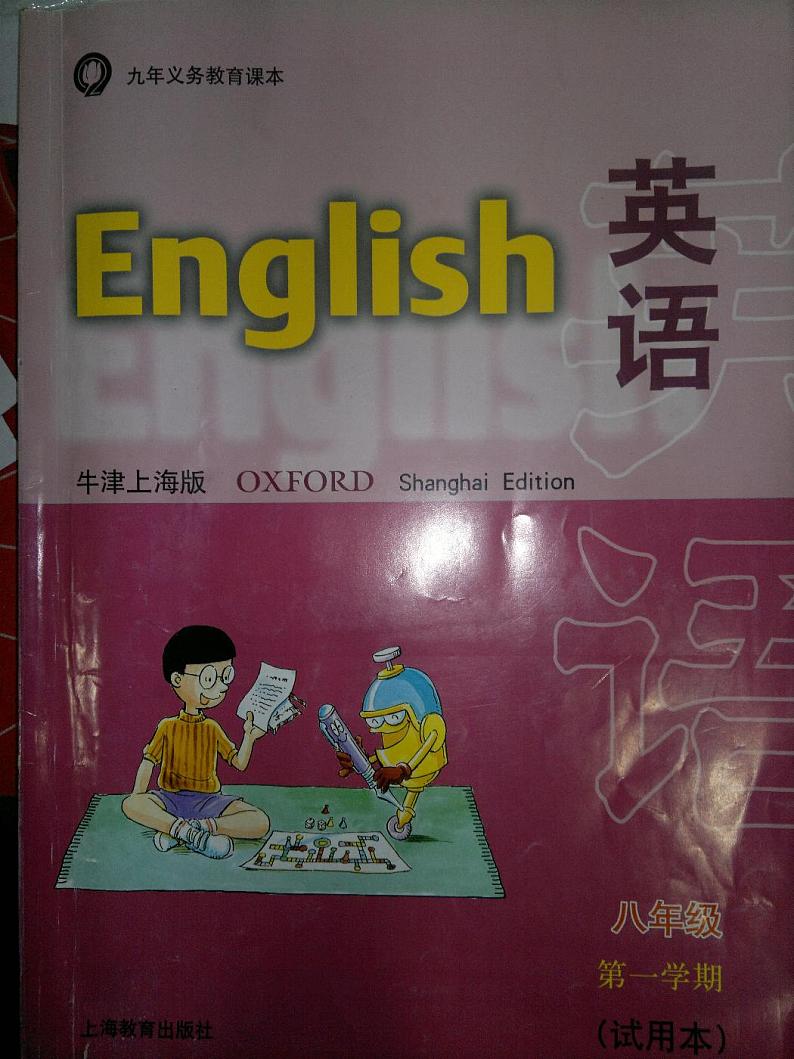 九年义务教育课本
English
英语
牛津上海版 OXFORD Shanghai Edition
八年级
第一学期
(试用本)
上海教育出版社